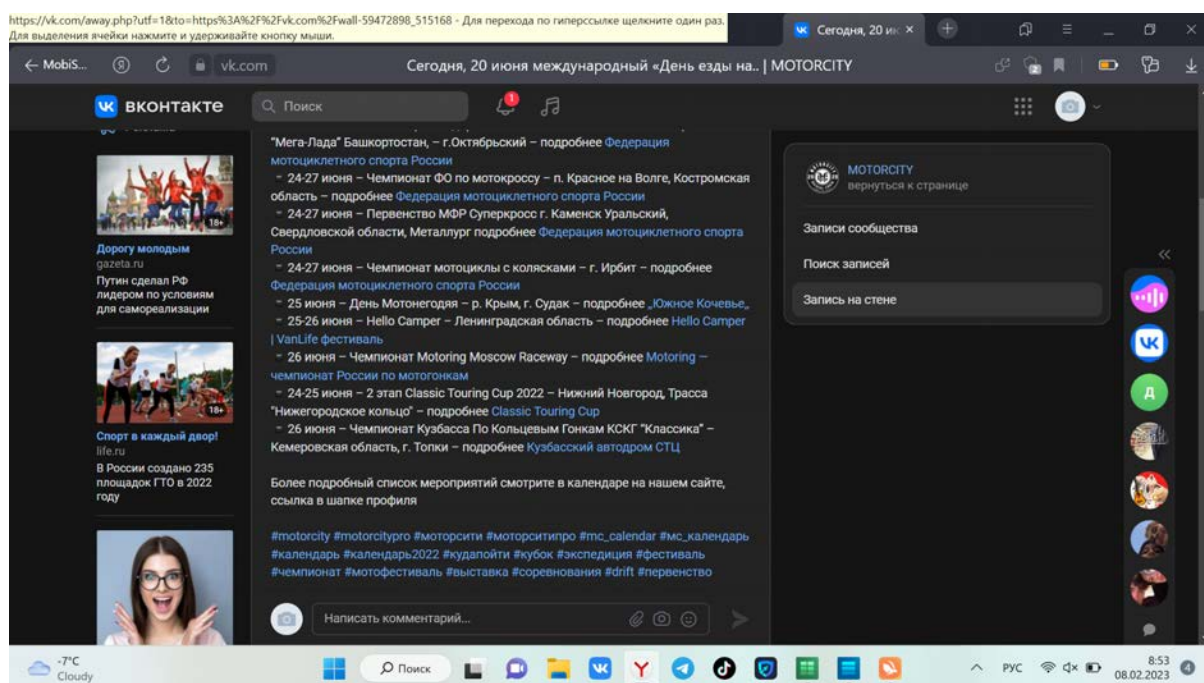 https://vk.com/away.php?utf=1&to=https%3A%2F%2Fvk.com%2Fwall-59472898_515168 - Для перехода по гиперссылке щелкните один раз.
Для выделения ячейки нажмите и удерживайте кнопку мыши.
Сегодня, 20 ин
← MobiS...
vk.com
Сегодня, 20 июня международный «День езды на.. | MOTORCITY
2
вконтакте
Поиск
1
18+
Дорогу молодым
gazeta.ru
Путин сделал РФ
лидером по условиям
для самореализации
18+
Спорт в каждый двор!
life.ru
В России создано 235
площадок ГТО в 2022
году
"Мега-Лада" Башкортостан, – г.Октябрьский – подробнее Федерация
мотоциклетного спорта России
24-27 июня – Чемпионат ФО по мотокроссу – п. Красное на Волге, Костромская
область – подробнее Федерация мотоциклетного спорта России
24-27 июня – Первенство МФР Суперкросс г. Каменск Уральский,
Свердловской области, Металлург подробнее Федерация мотоциклетного спорта
России
24-27 июня – Чемпионат мотоциклы с колясками – г. Ирбит – подробнее
Федерация мотоциклетного спорта России
25 июня – День Мотонегодяя – р. Крым, г. Судак – подробнее „Южное Кочевье„
25-26 июня – Hello Camper – Ленинградская область – подробнее Hello Camper
| VanLife фестиваль
26 июня – Чемпионат Motoring Moscow Raceway – подробнее Motoring —
чемпионат России по мотогонкам
24-25 июня – 2 этап Classic Touring Cup 2022 – Нижний Новгород, Трасса
"Нижегородское кольцо" – подробнее Classic Touring Cup
26 июня – Чемпионат Кузбасса По Кольцевым Гонкам КСКГ "Классика" –
Кемеровская область, г. Топки – подробнее Кузбасский автодром СТЦ
Более подробный список мероприятий смотрите в календаре на нашем сайте,
ссылка в шапке профиля
#motorcity #motorcitypro #моторсити #моторситипро #mc_calendar #мс_календарь
#календарь #календарь2022 #кудапойти #кубок #экспедиция #фестиваль
#чемпионат #мотофестиваль #выставка #соревнования #drift #первенство
Написать комментарий...
MOTORCITY
вернуться к странице
Записи сообщества
Поиск записей
Запись на стене
Д
-7°C
Cloudy
Поиск
РУС
8:53
08.02.2023
4